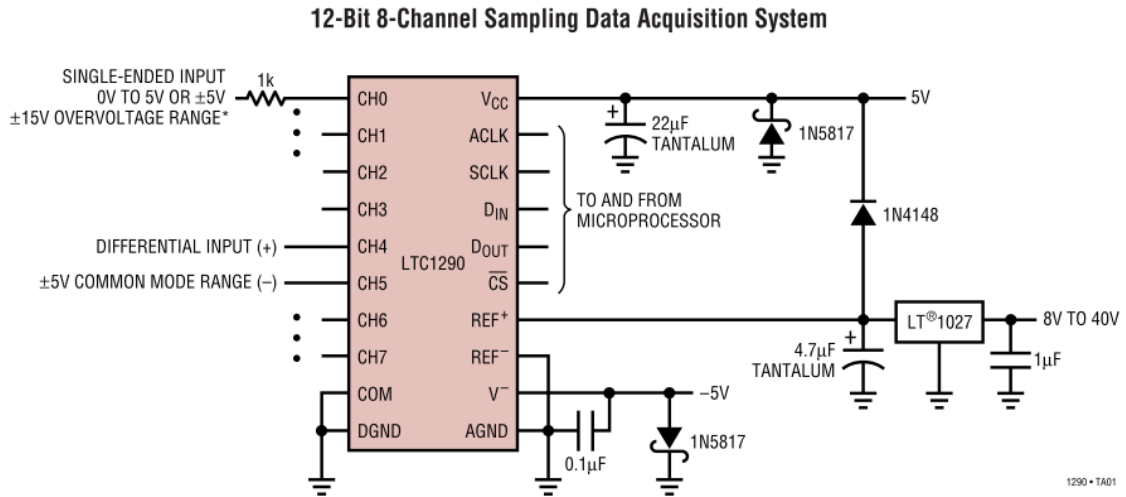 12-Bit 8-Channel Sampling Data Acquisition System
SINGLE-ENDED INPUT
0V TO 5V OR ±5V
±15V OVERVOLTAGE RANGE*
1k
DIFFERENTIAL INPUT (+)
±5V COMMON MODE RANGE (–)
CH0
CH1
CH2
CH3
CH4
CH5
CH6
CH7
COM
DGND
LTC1290
VCC
ACLK
SCLK
DIN
DOUT
C̅S̅
REF+
REF–
V–
AGND
+
22µF
TANTALUM
1N5817
5V
TO AND FROM
MICROPROCESSOR
1N4148
+
4.7µF
TANTALUM
LT®1027
8V TO 40V
1µF
–5V
0.1µF
1N5817
1290 • TA01